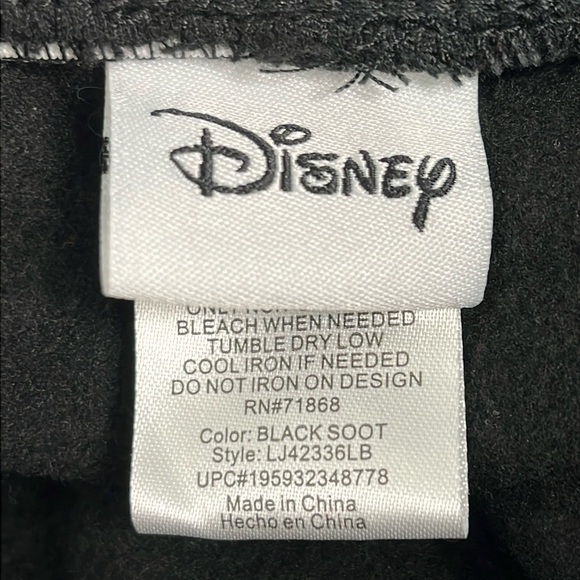 Disney
BLEACH WHEN NEEDED
TUMBLE DRY LOW
COOL IRON IF NEEDED
DO NOT IRON ON DESIGN
RN#71868
Color: BLACK SOOT
Style: LJ42336LB
UPC#195932348778
Made in China
Hecho en China